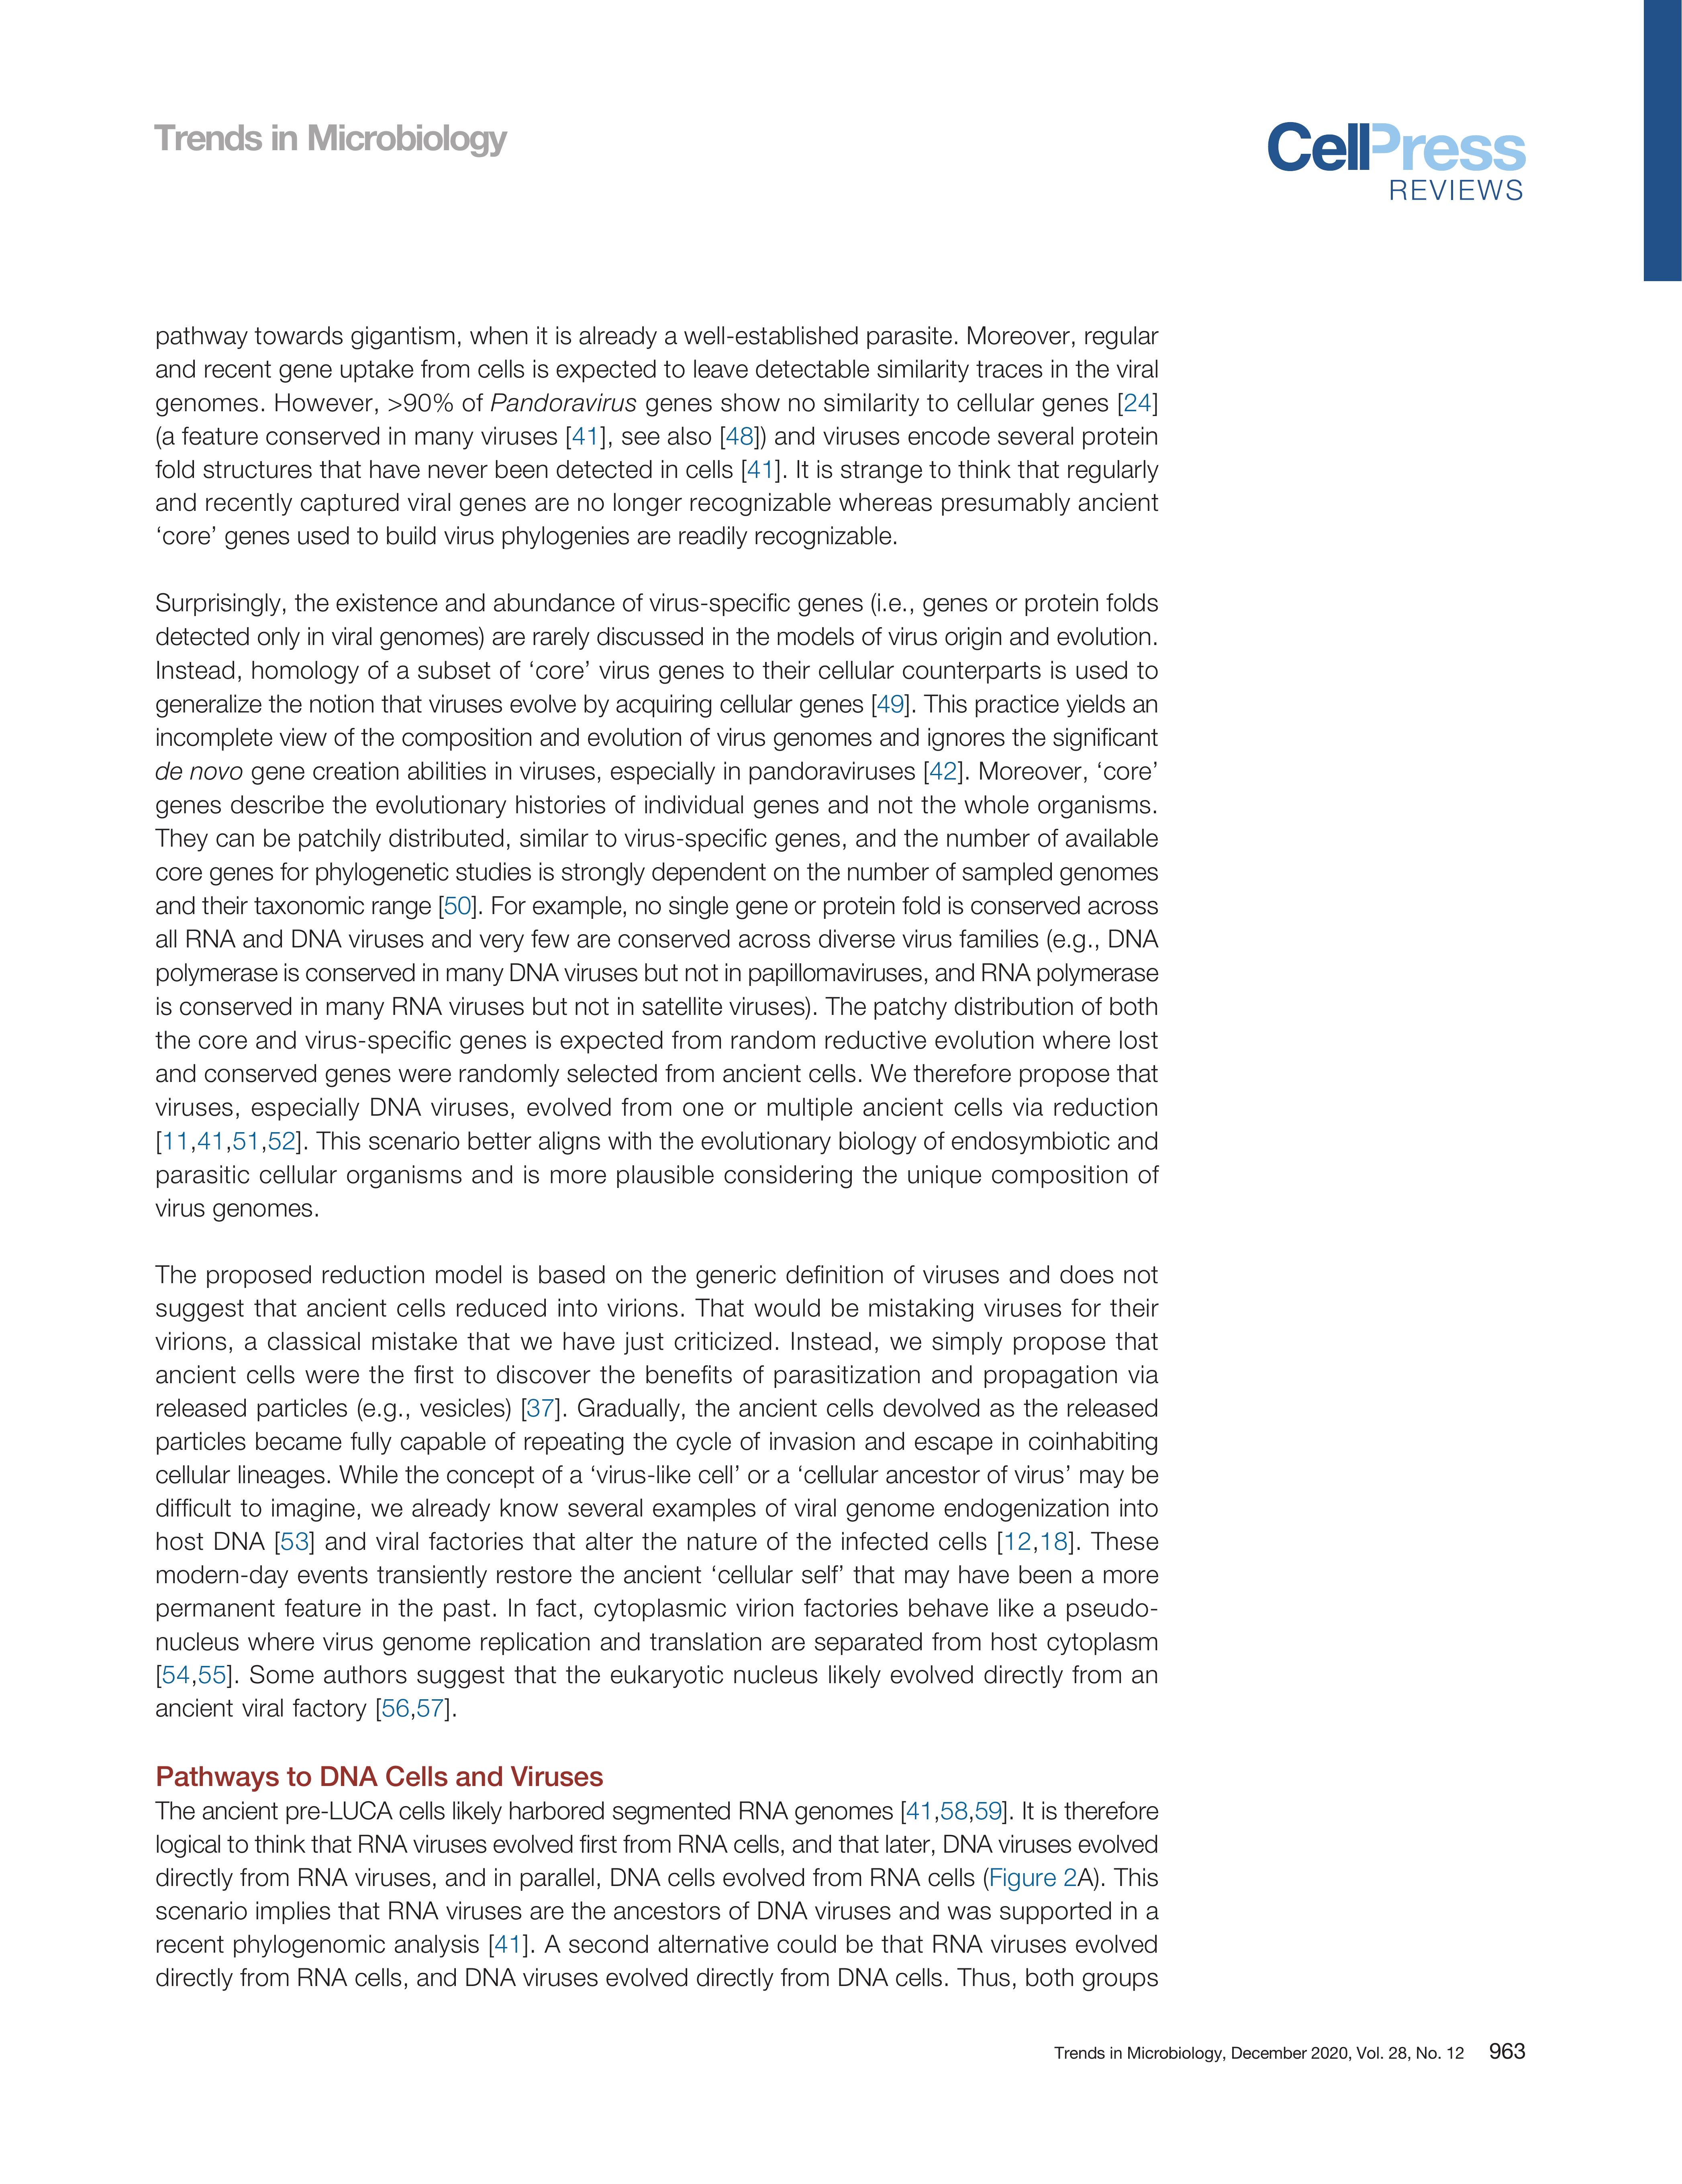 Trends in Microbiology
CellPress
REVIEWS
pathway towards gigantism, when it is already a well-established parasite. Moreover, regular
and recent gene uptake from cells is expected to leave detectable similarity traces in the viral
genomes. However, >90% of Pandoravirus genes show no similarity to cellular genes [24]
(a feature conserved in many viruses [41], see also [48]) and viruses encode several protein
fold structures that have never been detected in cells [41]. It is strange to think that regularly
and recently captured viral genes are no longer recognizable whereas presumably ancient
‘core’ genes used to build virus phylogenies are readily recognizable.
Surprisingly, the existence and abundance of virus-specific genes (i.e., genes or protein folds
detected only in viral genomes) are rarely discussed in the models of virus origin and evolution.
Instead, homology of a subset of ‘core’ virus genes to their cellular counterparts is used to
generalize the notion that viruses evolve by acquiring cellular genes [49]. This practice yields an
incomplete view of the composition and evolution of virus genomes and ignores the significant
de novo gene creation abilities in viruses, especially in pandoraviruses [42]. Moreover, ‘core’
genes describe the evolutionary histories of individual genes and not the whole organisms.
They can be patchily distributed, similar to virus-specific genes, and the number of available
core genes for phylogenetic studies is strongly dependent on the number of sampled genomes
and their taxonomic range [50]. For example, no single gene or protein fold is conserved across
all RNA and DNA viruses and very few are conserved across diverse virus families (e.g., DNA
polymerase is conserved in many DNA viruses but not in papillomaviruses, and RNA polymerase
is conserved in many RNA viruses but not in satellite viruses). The patchy distribution of both
the core and virus-specific genes is expected from random reductive evolution where lost
and conserved genes were randomly selected from ancient cells. We therefore propose that
viruses, especially DNA viruses, evolved from one or multiple ancient cells via reduction
[11,41,51,52]. This scenario better aligns with the evolutionary biology of endosymbiotic and
parasitic cellular organisms and is more plausible considering the unique composition of
virus genomes.
The proposed reduction model is based on the generic definition of viruses and does not
suggest that ancient cells reduced into virions. That would be mistaking viruses for their
virions, a classical mistake that we have just criticized. Instead, we simply propose that
ancient cells were the first to discover the benefits of parasitization and propagation via
released particles (e.g., vesicles) [37]. Gradually, the ancient cells devolved as the released
particles became fully capable of repeating the cycle of invasion and escape in coinhabiting
cellular lineages. While the concept of a ‘virus-like cell’ or a ‘cellular ancestor of virus’ may be
difficult to imagine, we already know several examples of viral genome endogenization into
host DNA [53] and viral factories that alter the nature of the infected cells [12,18]. These
modern-day events transiently restore the ancient ‘cellular self’ that may have been a more
permanent feature in the past. In fact, cytoplasmic virion factories behave like a pseudo-
nucleus where virus genome replication and translation are separated from host cytoplasm
[54,55]. Some authors suggest that the eukaryotic nucleus likely evolved directly from an
ancient viral factory [56,57].
Pathways to DNA Cells and Viruses
The ancient pre-LUCA cells likely harbored segmented RNA genomes [41,58,59]. It is therefore
logical to think that RNA viruses evolved first from RNA cells, and that later, DNA viruses evolved
directly from RNA viruses, and in parallel, DNA cells evolved from RNA cells (Figure 2A). This
scenario implies that RNA viruses are the ancestors of DNA viruses and was supported in a
recent phylogenomic analysis [41]. A second alternative could be that RNA viruses evolved
directly from RNA cells, and DNA viruses evolved directly from DNA cells. Thus, both groups
Trends in Microbiology, December 2020, Vol. 28, No. 12 963